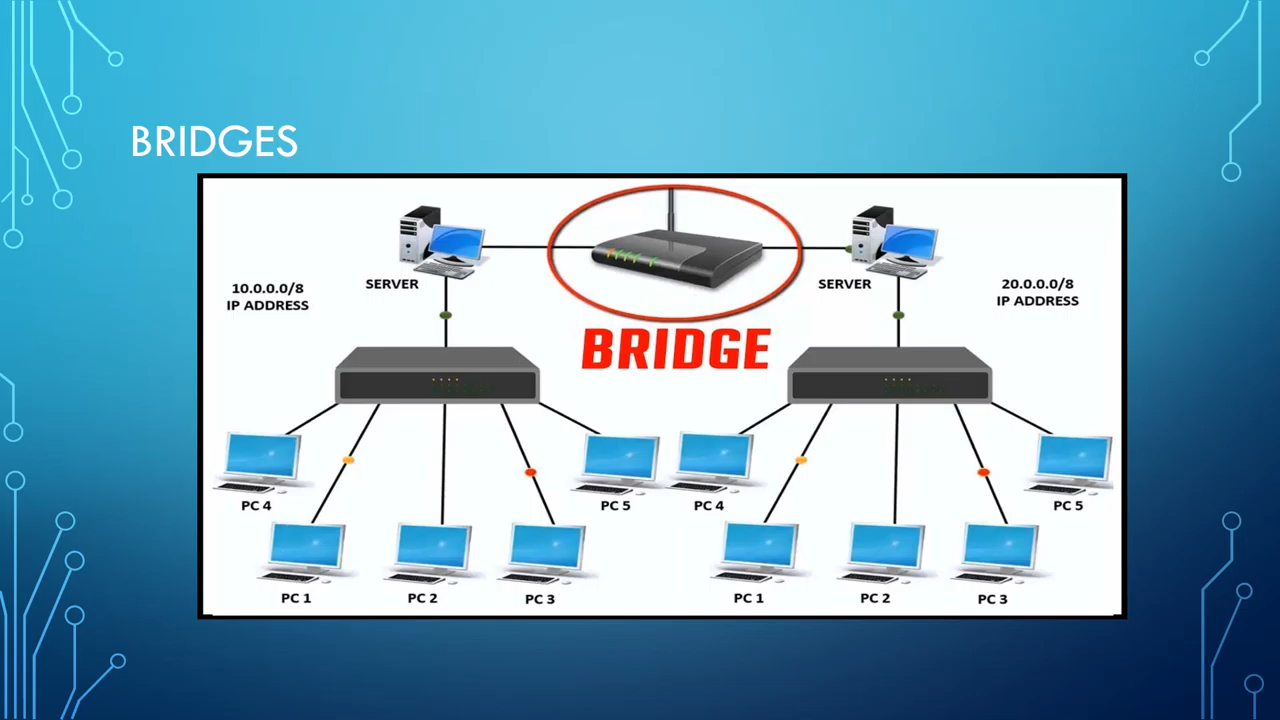 BRIDGES
SERVER
SERVER
10.0.0.0/8
IP ADDRESS
20.0.0.0/8
IP ADDRESS
BRIDGE
PC 4
PC 5
PC 4
PC 5
PC 1
PC 2
PC 3
PC 1
PC 2
PC 3